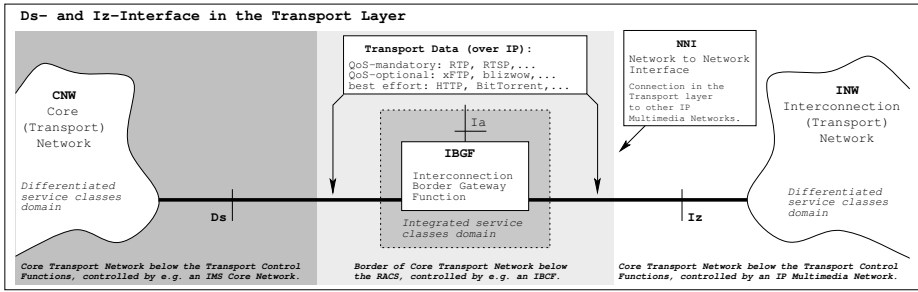 Ds- and Iz-Interface in the Transport Layer
Transport Data (over IP):
QoS-mandatory: RTP, RTSP,...
QoS-optional: xFTP, blizwow,...
best effort: HTTP, BitTorrent,...
NNI
Network to Network
Interface
Connection in the
Transport layer
to other IP
Multimedia Networks.
CNW
Core
(Transport)
Network
Differentiated
service classes
domain
INW
Interconnection
(Transport)
Network
Differentiated
service classes
domain
Ia
IBGF
Interconnection
Border Gateway
Function
Integrated service
classes domain
Ds
Iz
Core Transport Network below the Transport Control
Functions, controlled by e.g. an IMS Core Network.
Border of Core Transport Network below
the RACS, controlled by e.g. an IBCF.
Core Transport Network below the Transport Control
Functions, controlled by an IP Multimedia Network.